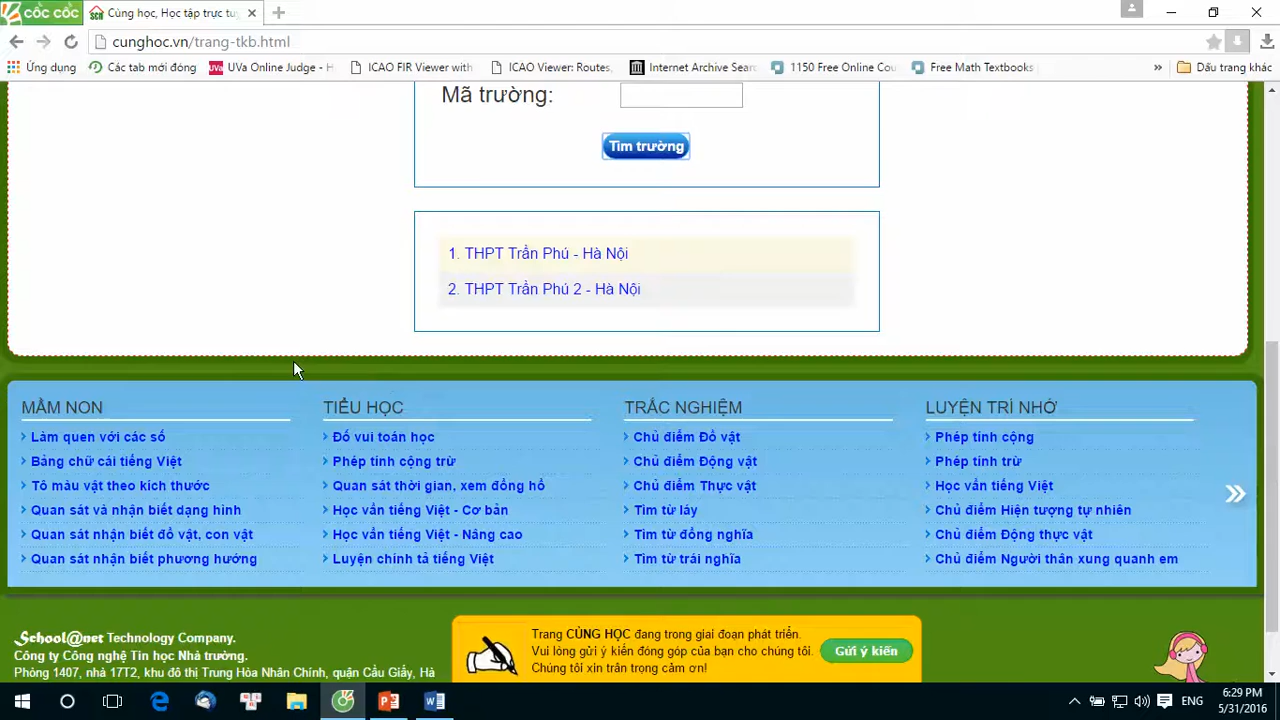 cốc cốc
Cùng học, Học tập trực tuy
cunghoc.vn/trang-tkb.html
Ứng dụng
Các tab mới đóng
UVa Online Judge - H
ICAO FIR Viewer with
ICAO Viewer: Routes,
Internet Archive Sear
1150 Free Online Cou
Free Math Textbooks
»
Dấu trang khác
Mã trường:
Tìm trường
1. THPT Trần Phú - Hà Nội
2. THPT Trần Phú 2 - Hà Nội
MẦM NON
Làm quen với các số
Bảng chữ cái tiếng Việt
Tô màu vật theo kích thước
Quan sát và nhận biết dạng hình
Quan sát nhận biết đồ vật, con vật
Quan sát nhận biết phương hướng
TIỂU HỌC
Đố vui toán học
Phép tính cộng trừ
Quan sát thời gian, xem đồng hồ
Học vần tiếng Việt - Cơ bản
Học vần tiếng Việt - Nâng cao
Luyện chính tả tiếng Việt
TRẮC NGHIỆM
Chủ điểm Đồ vật
Chủ điểm Động vật
Chủ điểm Thực vật
Tìm từ láy
Tìm từ đồng nghĩa
Tìm từ trái nghĩa
LUYỆN TRÍ NHỚ
Phép tính cộng
Phép tính trừ
Học vần tiếng Việt
Chủ điểm Hiện tượng tự nhiên
Chủ điểm Động thực vật
Chủ điểm Người thân xung quanh em
School@net Technology Company.
Công ty Công nghệ Tin học Nhà trường.
Phòng 1407, nhà 17T2, khu đô thị Trung Hòa Nhân Chính, quận Cầu Giấy, Hà
Trang CÙNG HỌC đang trong giai đoạn phát triển.
Vui lòng gửi ý kiến đóng góp của bạn cho chúng tôi.
Chúng tôi xin trân trọng cảm ơn!
Gửi ý kiến
ENG
6:29 PM
5/31/2016